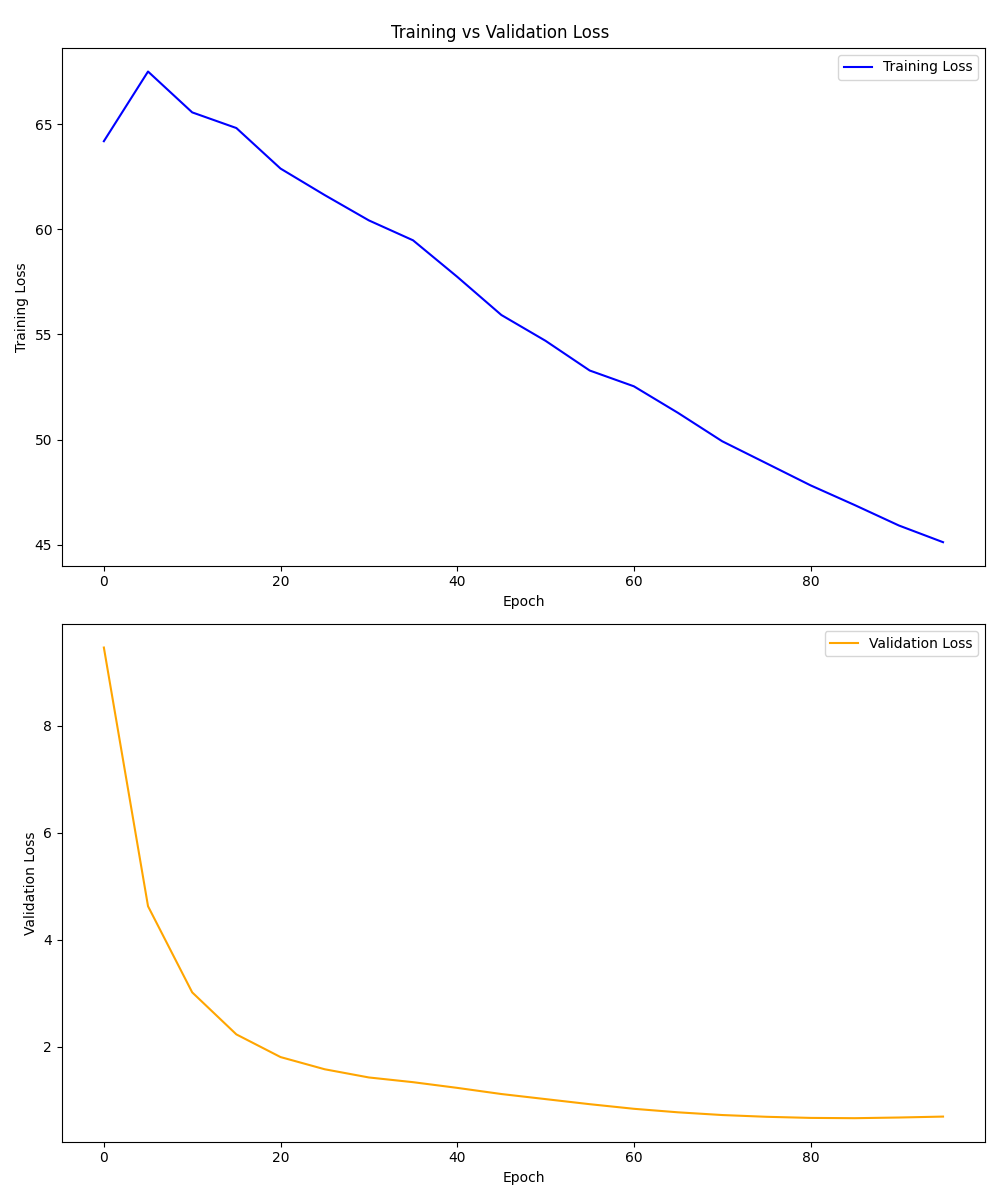 Training vs Validation Loss
Training Loss
Training Loss
65
60
55
50
45
0 20 40 60 80
Epoch
Validation Loss
Validation Loss
8
6
4
2
0 20 40 60 80
Epoch